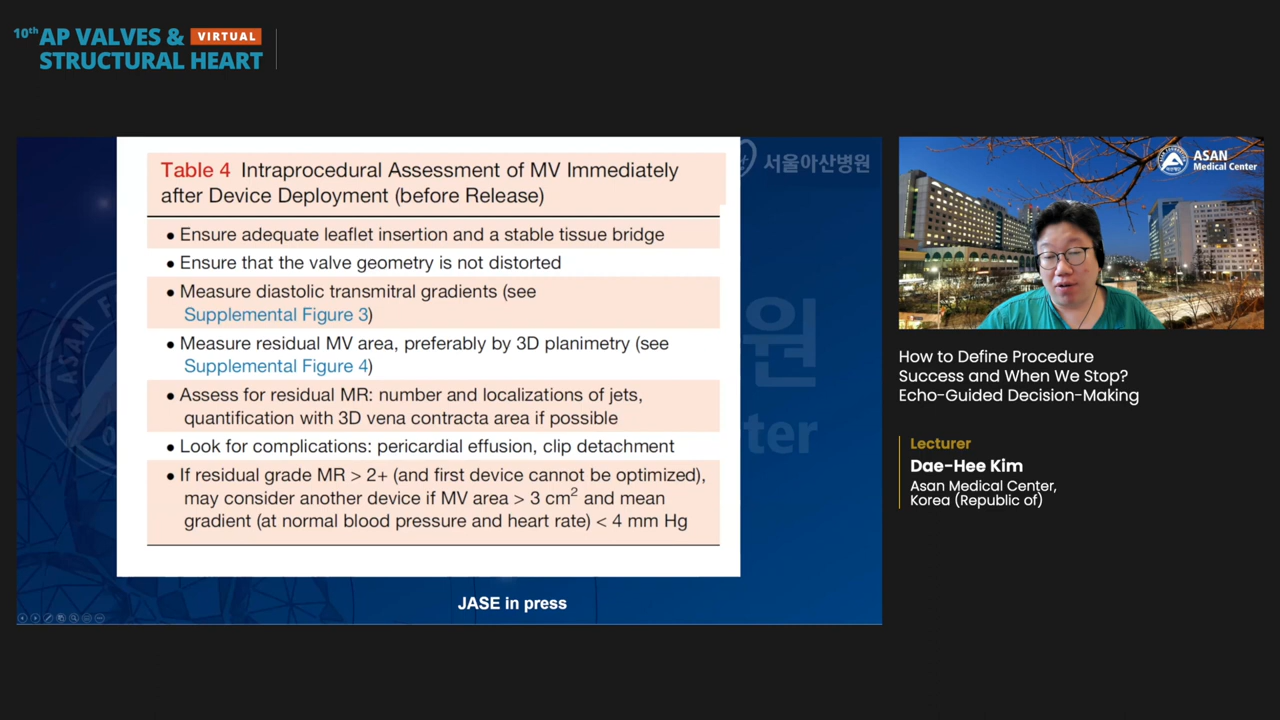 10th AP VALVES & VIRTUAL
STRUCTURAL HEART
서울아산병원
Table 4 Intraprocedural Assessment of MV Immediately
after Device Deployment (before Release)
• Ensure adequate leaflet insertion and a stable tissue bridge
• Ensure that the valve geometry is not distorted
• Measure diastolic transmitral gradients (see
Supplemental Figure 3)
• Measure residual MV area, preferably by 3D planimetry (see
Supplemental Figure 4)
• Assess for residual MR: number and localizations of jets,
quantification with 3D vena contracta area if possible
• Look for complications: pericardial effusion, clip detachment
• If residual grade MR > 2+ (and first device cannot be optimized),
may consider another device if MV area > 3 cm² and mean
gradient (at normal blood pressure and heart rate) < 4 mm Hg
원
ter
JASE in press
ASAN
Medical Center
How to Define Procedure
Success and When We Stop?
Echo-Guided Decision-Making
Lecturer
Dae-Hee Kim
Asan Medical Center,
Korea (Republic of)